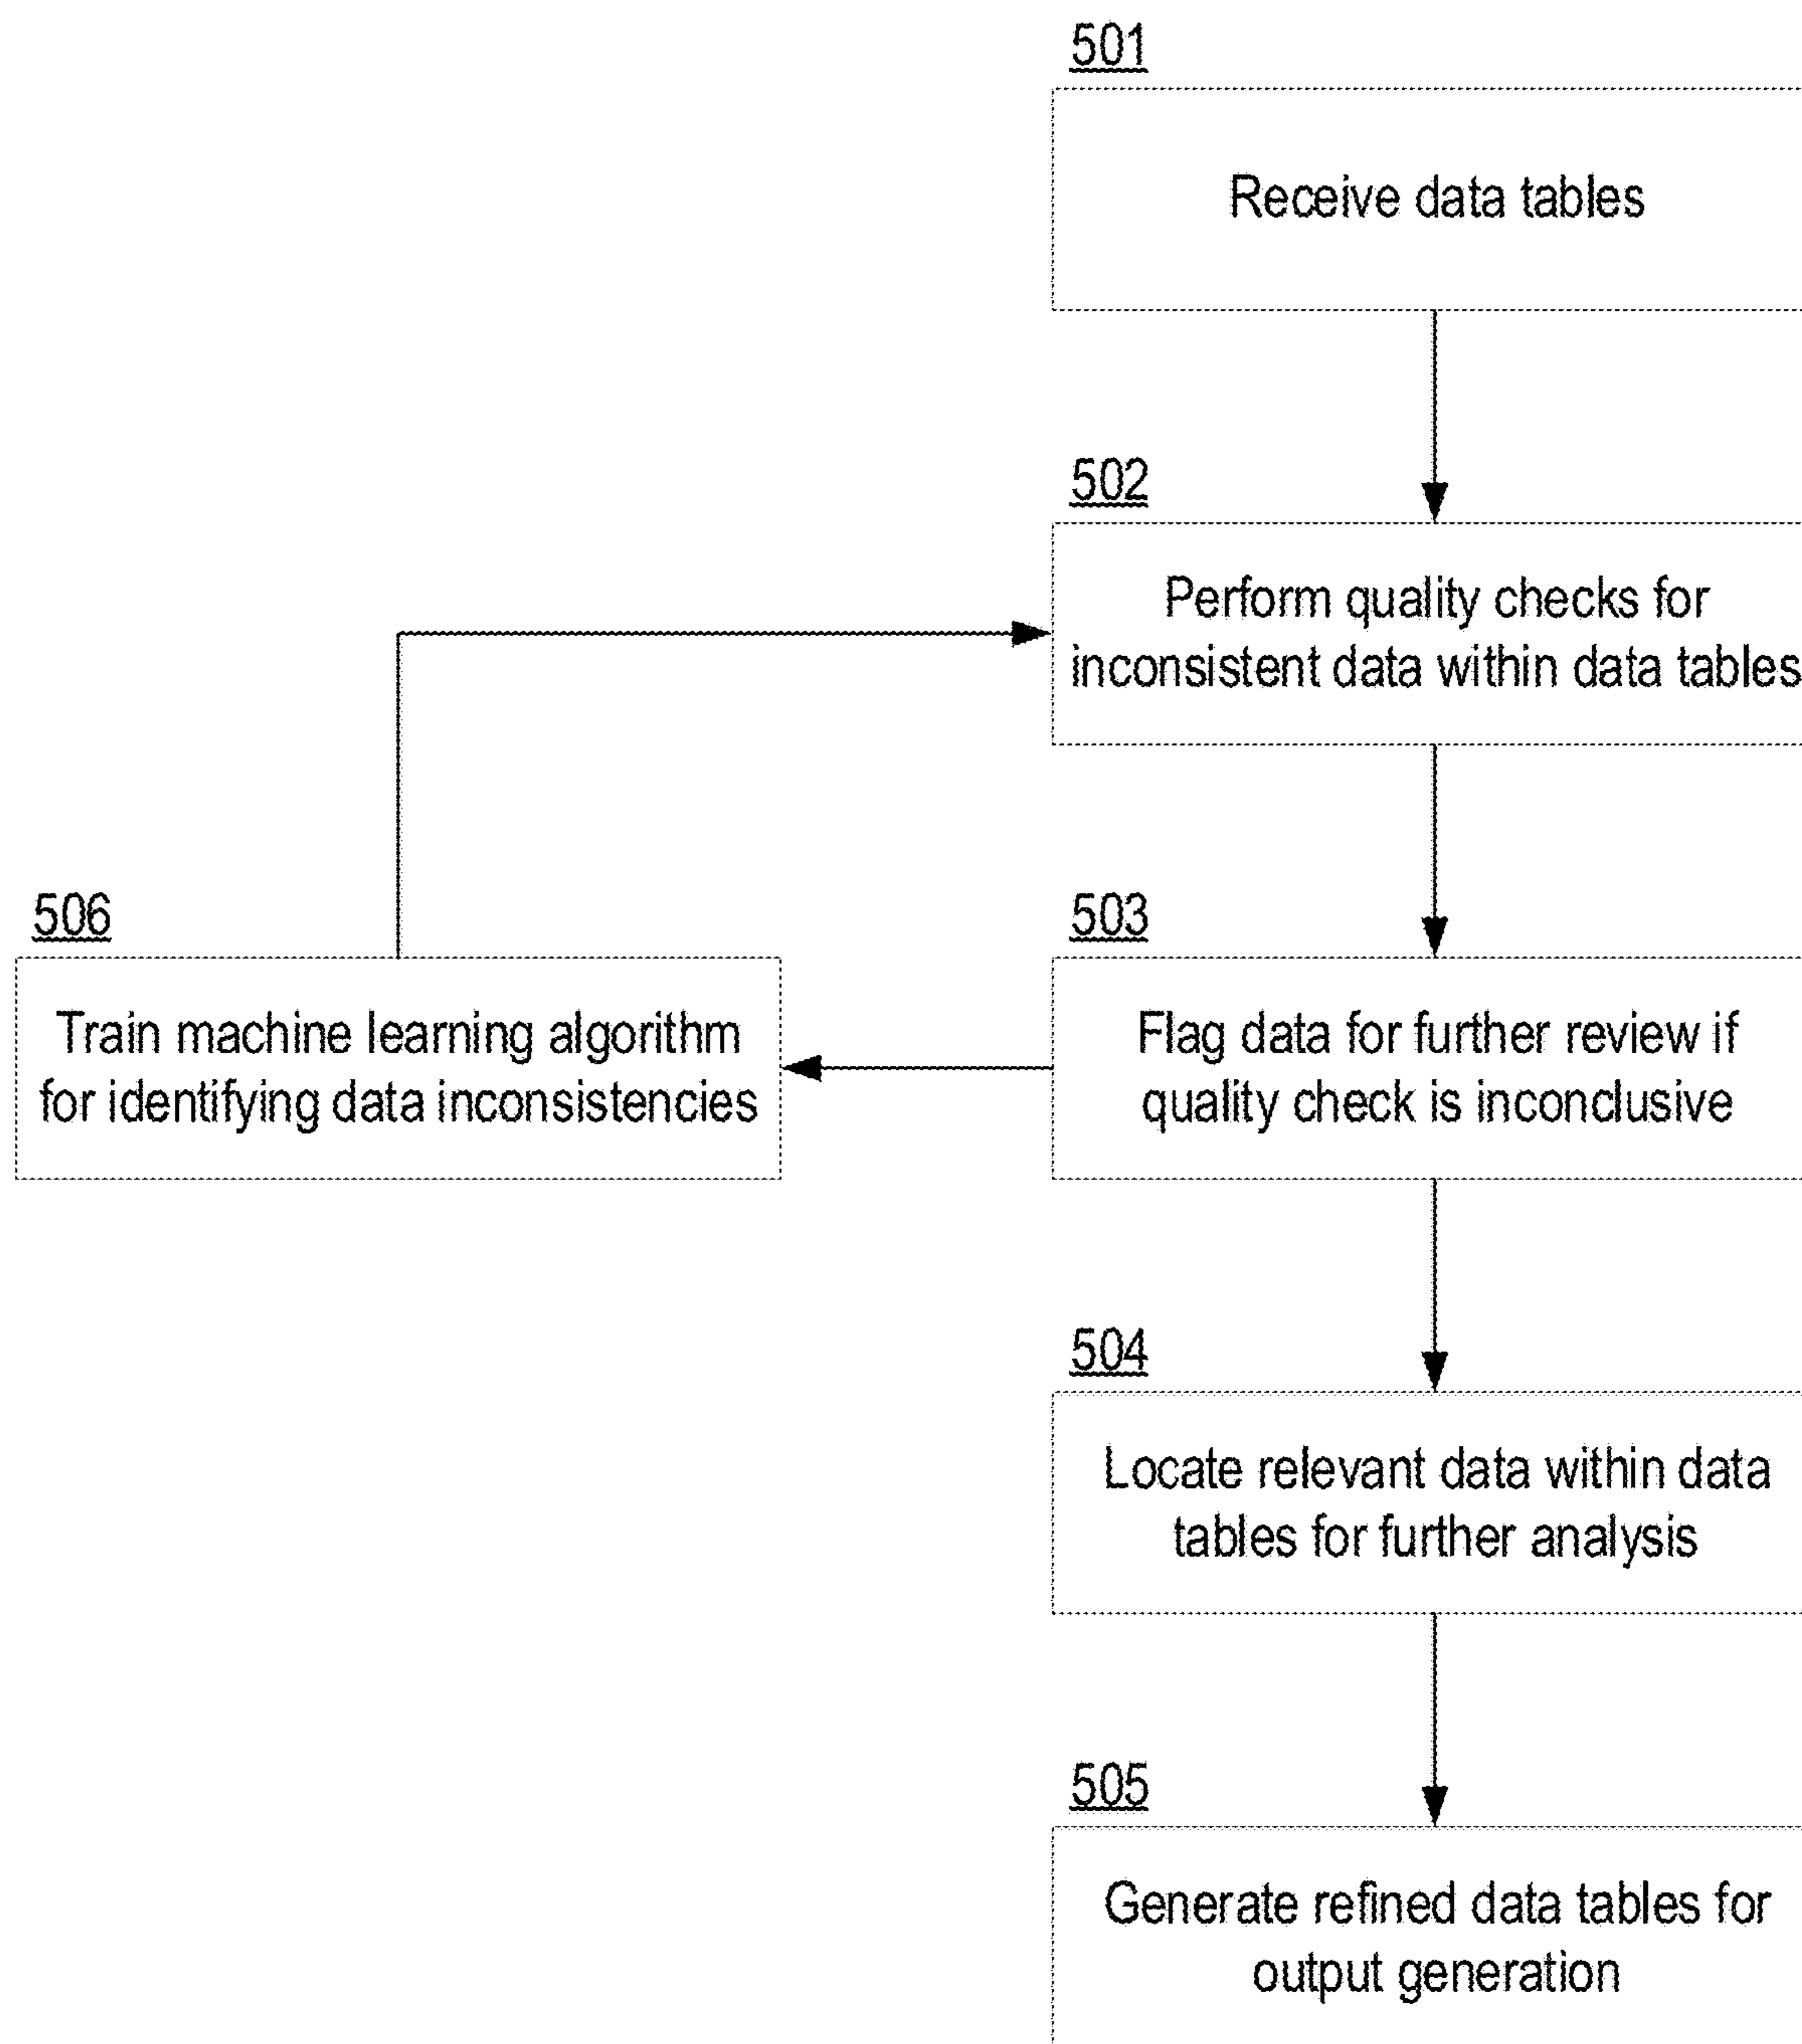 501
Receive data tables
502
Perform quality checks for
inconsistent data within data tables
503
Flag data for further review if
quality check is inconclusive
506
Train machine learning algorithm
for identifying data inconsistencies
504
Locate relevant data within data
tables for further analysis
505
Generate refined data tables for
output generation